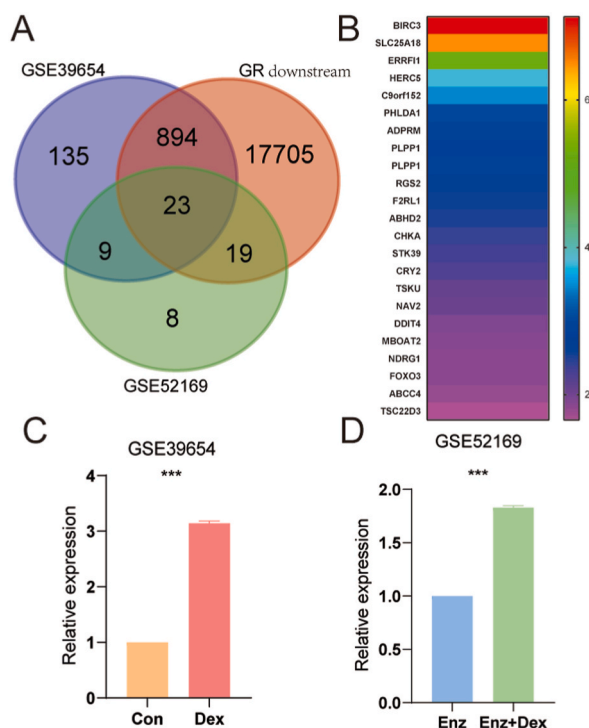 A
GSE39654
GR downstream
135
894
17705
23
9
19
8
GSE52169
B
BIRC3
SLC25A18
ERRFI1
HERC5
C9orf152
PHLDA1
ADPRM
PLPP1
PLPP1
RGS2
F2RL1
ABHD2
CHKA
STK39
CRY2
TSKU
NAV2
DDIT4
MBOAT2
NDRG1
FOXO3
ABCC4
TSC22D3
6
4
2
C
GSE39654
***
Relative expression
4
3
2
1
0
Con Dex
D
GSE52169
***
Relative expression
2.0
1.5
1.0
0.5
0.0
Enz Enz+Dex